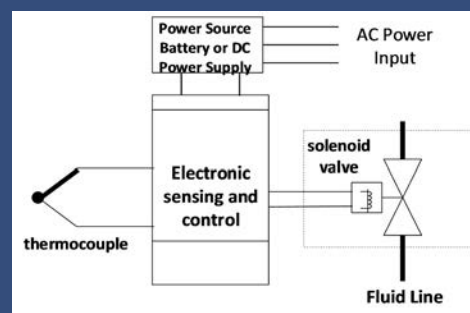 Power Source
Battery or DC
Power Supply
AC Power
Input
Electronic
sensing and
control
solenoid
valve
thermocouple
Fluid Line